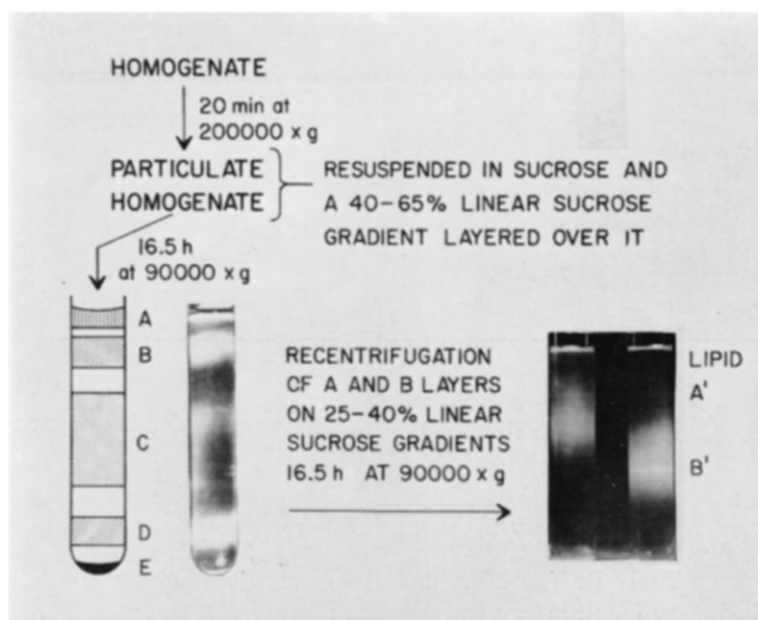 HOMOGENATE
20 min at
200000 x g
PARTICULATE
HOMOGENATE
RESUSPENDED IN SUCROSE AND
A 40-65% LINEAR SUCROSE
GRADIENT LAYERED OVER IT
16.5 h
at 90000 x g
A
B
C
D
E
RECENTRIFUGATION
CF A AND B LAYERS
ON 25-40% LINEAR
SUCROSE GRADIENTS
16.5 h AT 90000 x g
LIPID
A'
B'